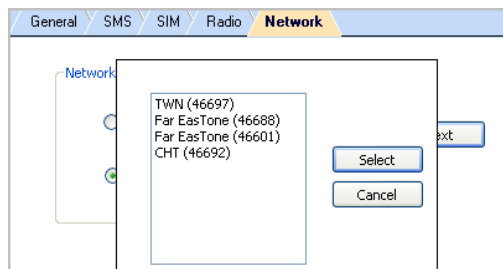 General SMS SIM Radio Network
Network
TWN (46697)
Far EasTone (46688)
Far EasTone (46601)
CHT (46692)
ext
Select
Cancel